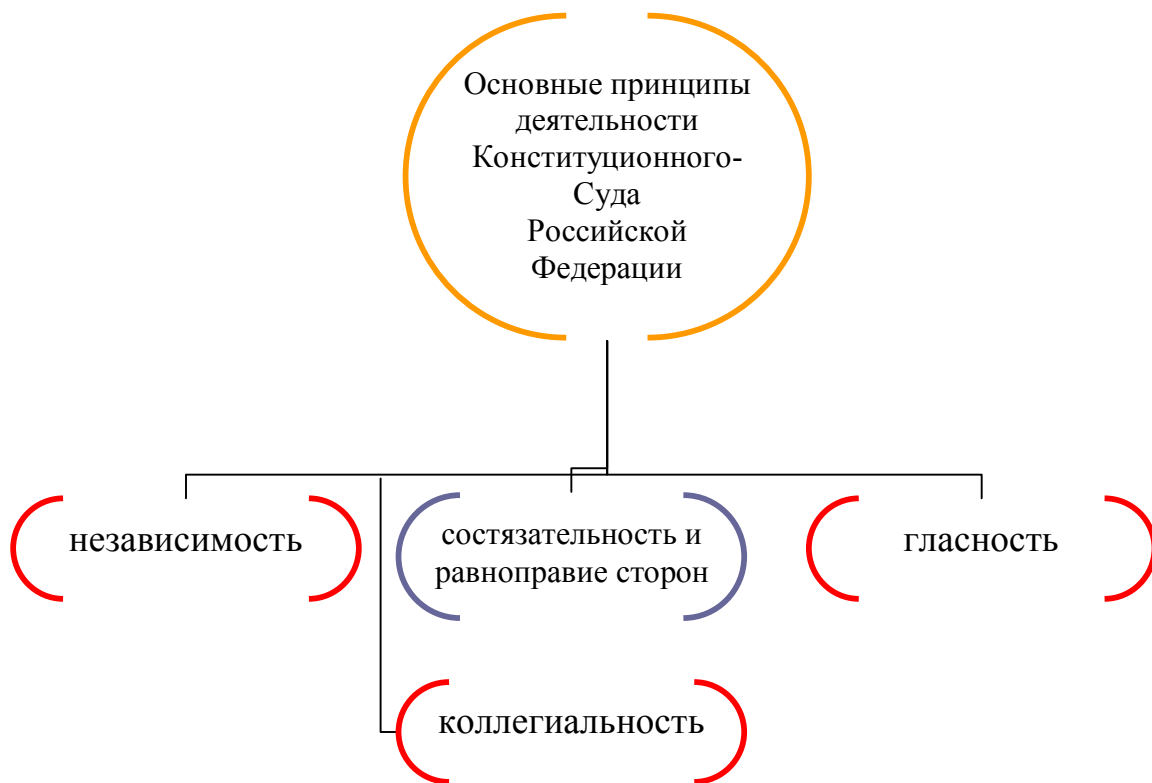 Основные принципы
деятельности
Конституционного-
Суда
Российской
Федерации
независимость
состязательность и
равноправие сторон
гласность
коллегиальность